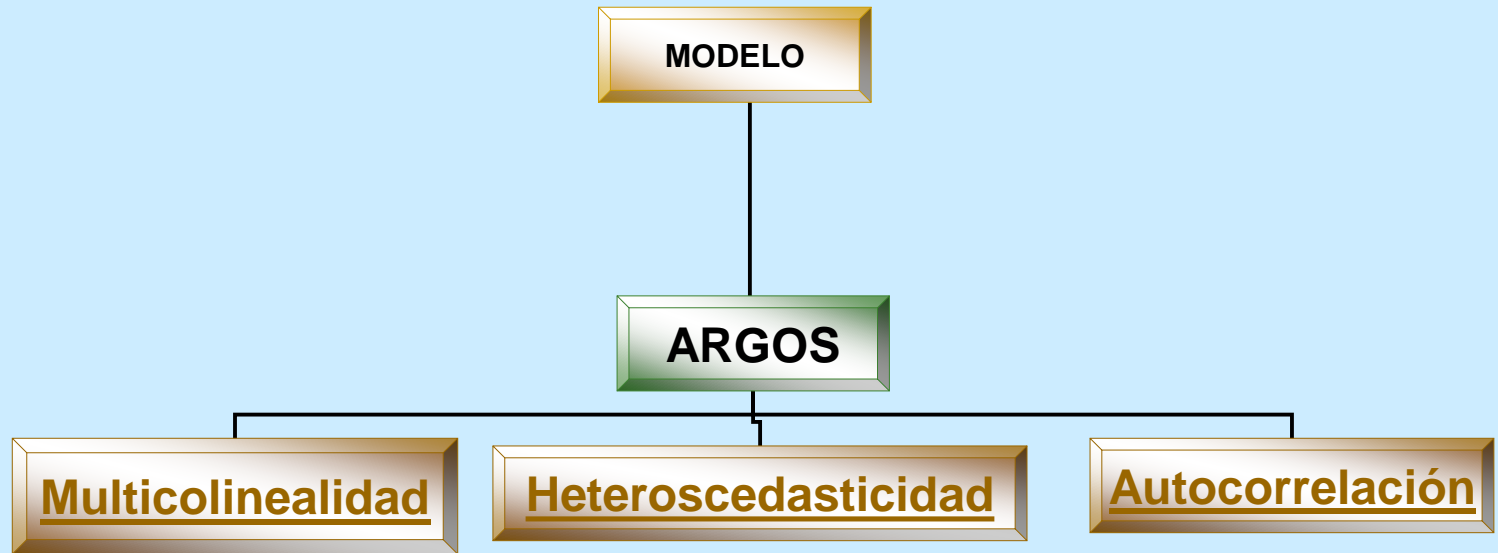 MODELO
ARGOS
Multicolinealidad
Heteroscedasticidad
Autocorrelación